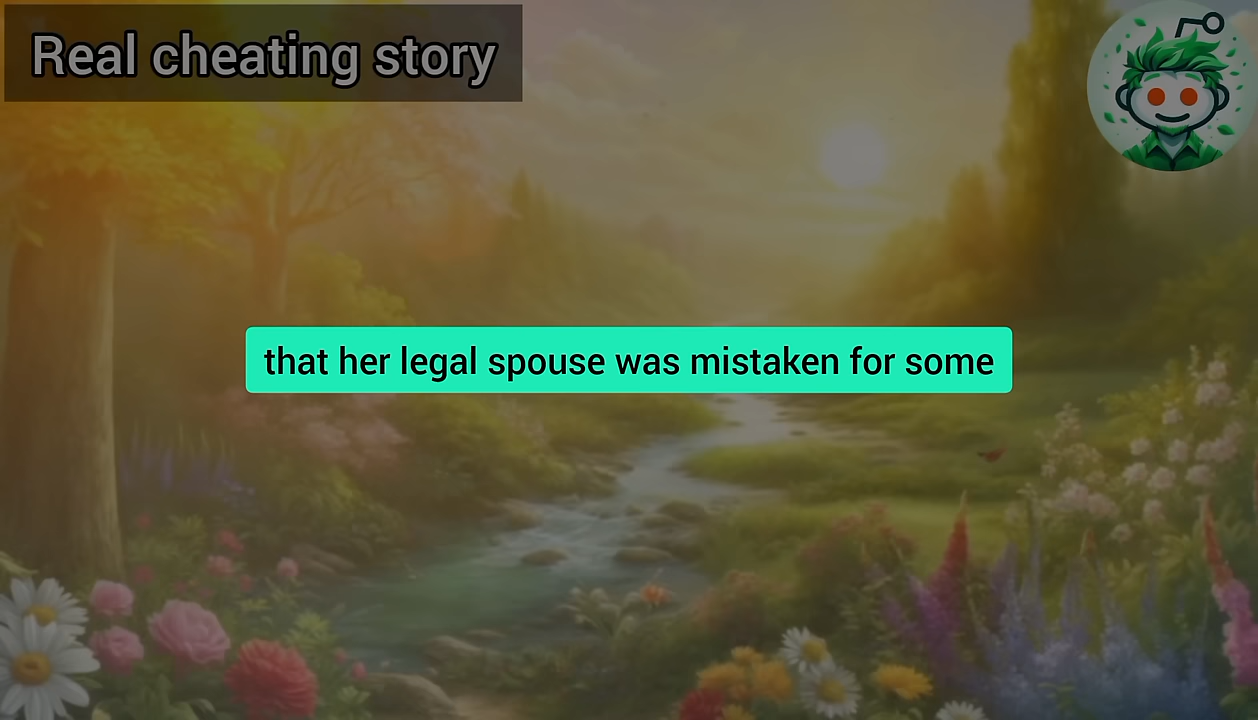 Real cheating story
that her legal spouse was mistaken for some